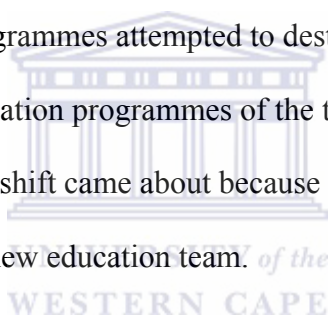 grammes attempted to dest
ation programmes of the t
shift came about because
new education team.
UNIVERSITY of the
WESTERN CAPE